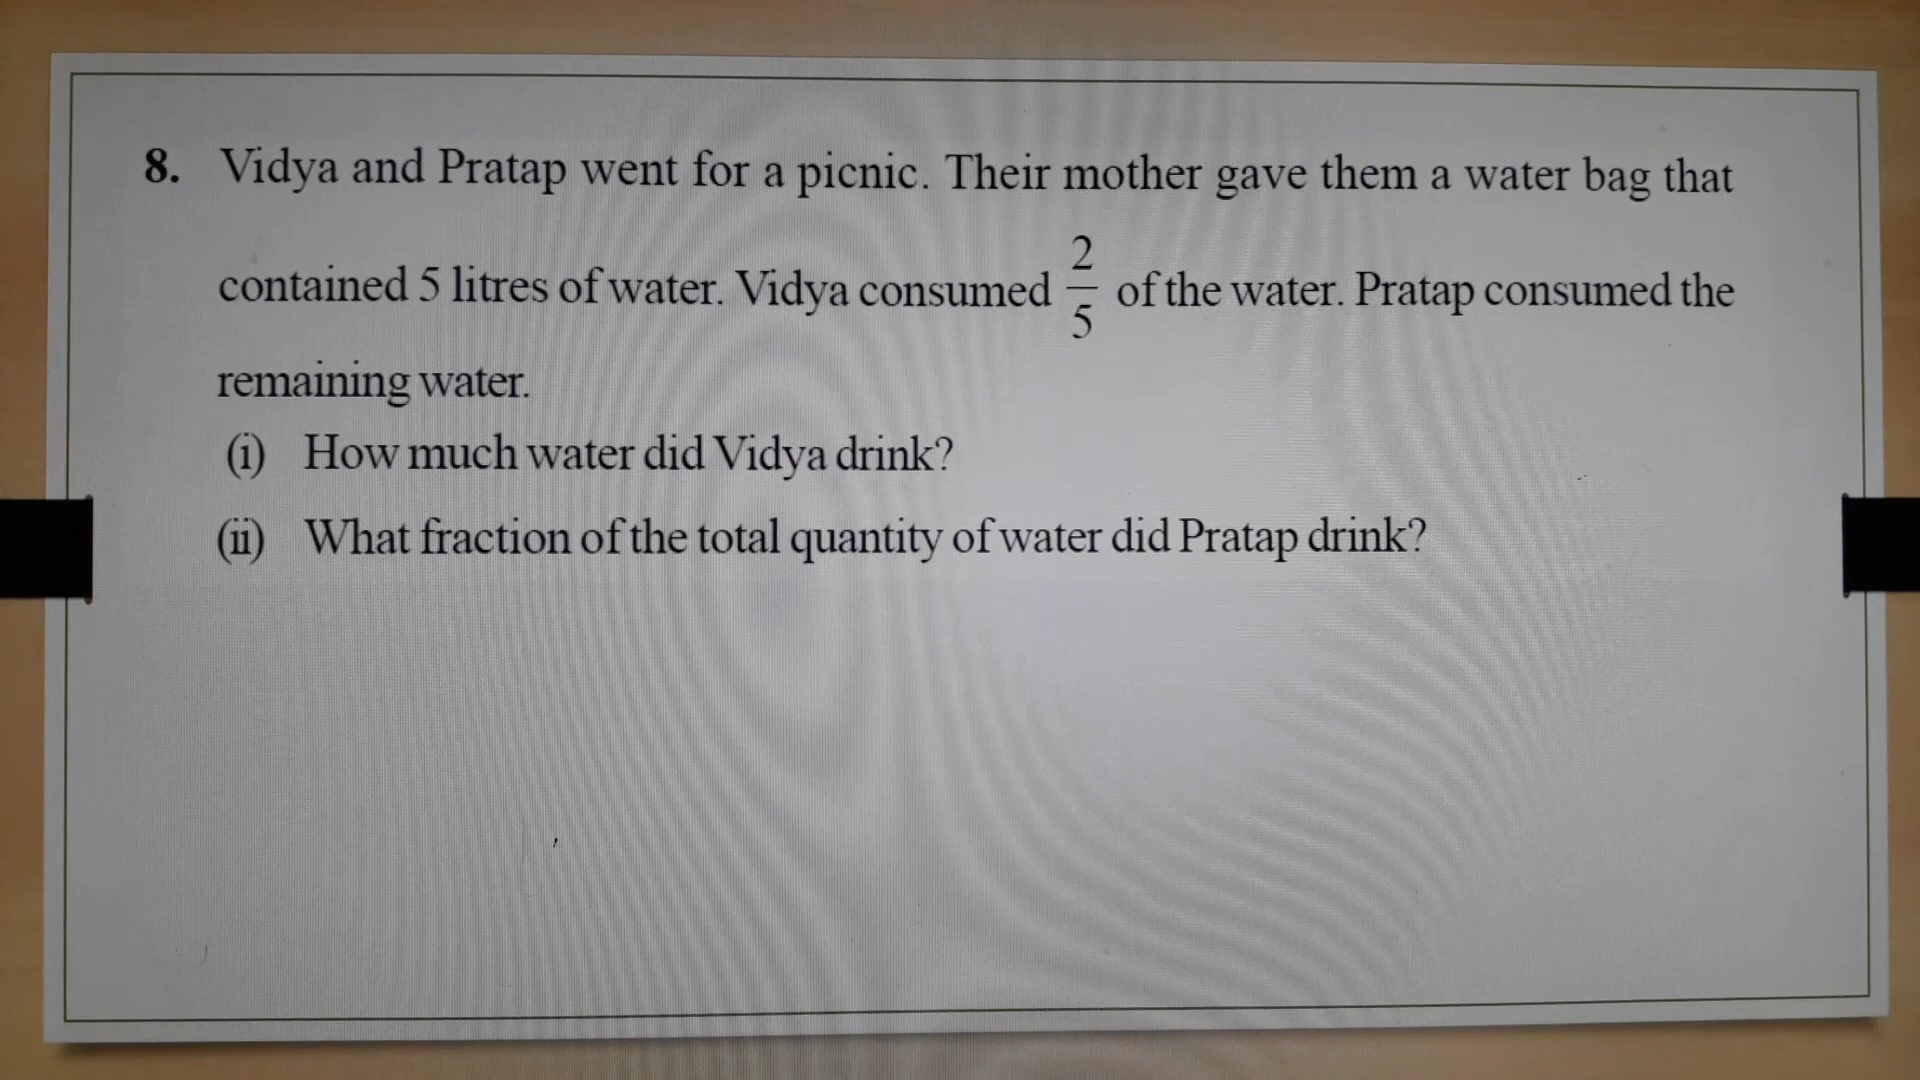 8. Vidya and Pratap went for a picnic. Their mother gave them a water bag that
contained 5 litres of water. Vidya consumed 2/5 of the water. Pratap consumed the
remaining water.
(i) How much water did Vidya drink?
(ii) What fraction of the total quantity of water did Pratap drink?